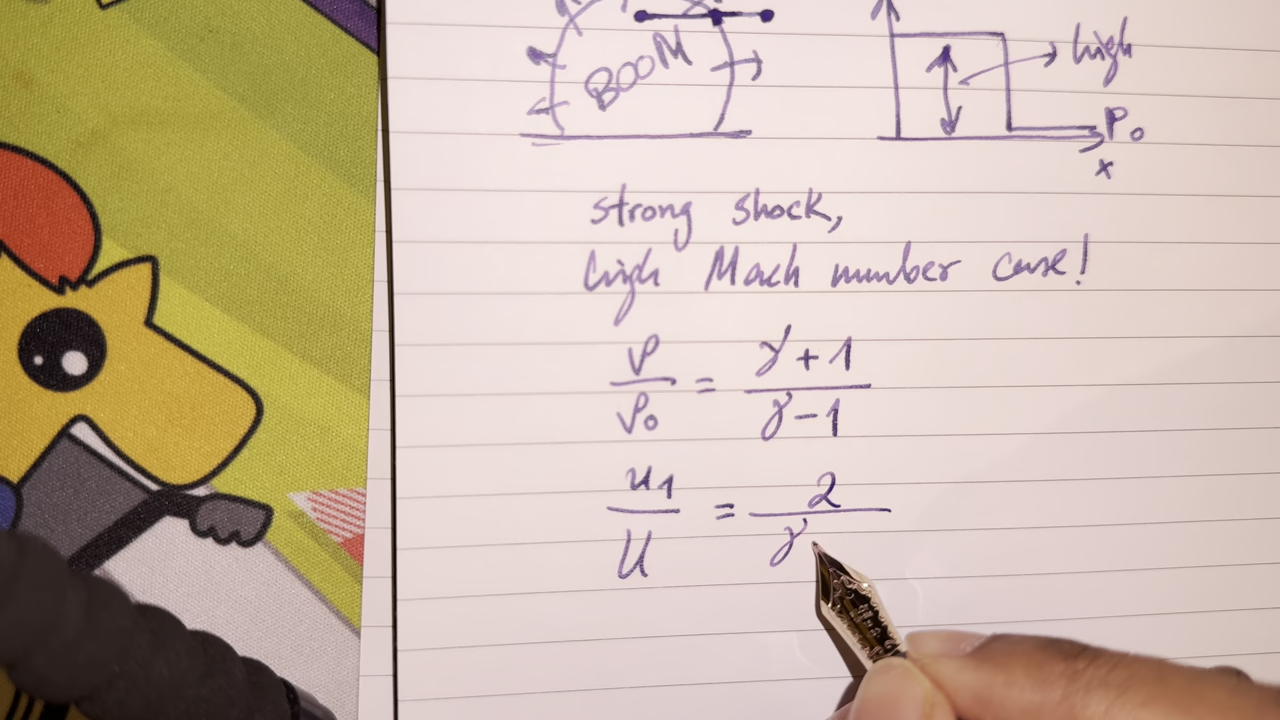 BOOM
high
P₀
x
strong shock,
high Mach number case!
ρ/ρ₀ = γ+1/γ-1
u₁/U = 2/γ